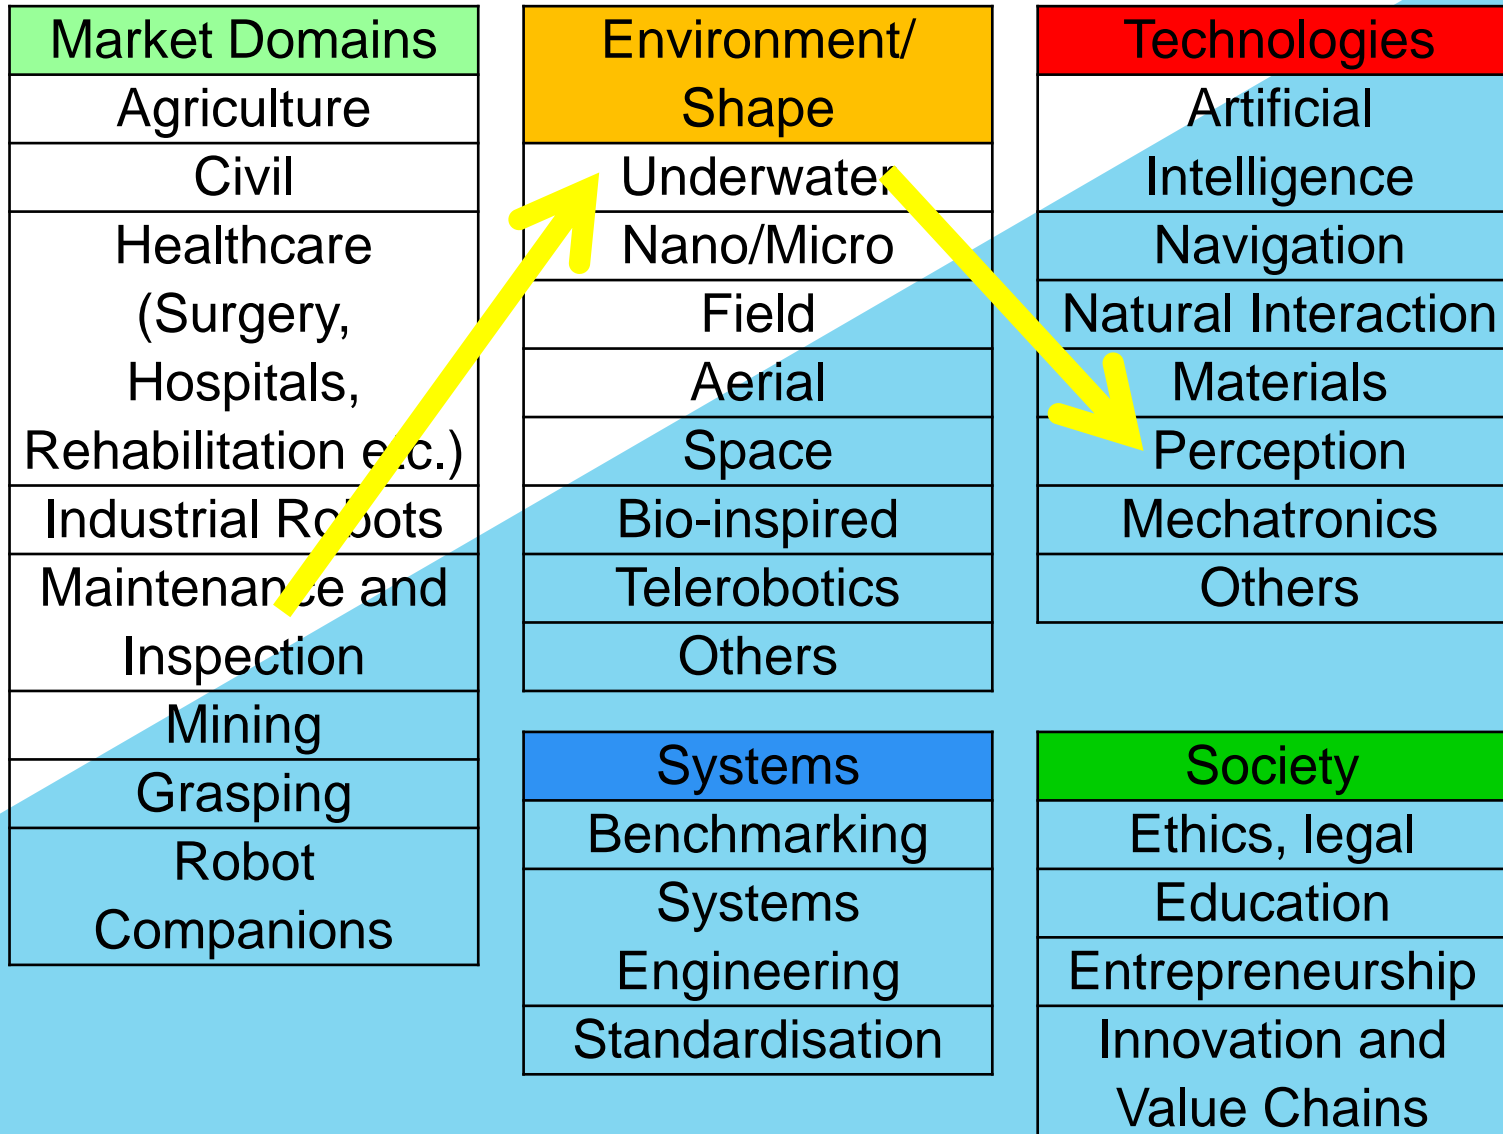 Market Domains
Agriculture
Civil
Healthcare
(Surgery,
Hospitals,
Rehabilitation etc.)
Industrial Robots
Maintenance and
Inspection
Mining
Grasping
Robot
Companions
Environment/
Shape
Underwater
Nano/Micro
Field
Aerial
Space
Bio-inspired
Telerobotics
Others
Systems
Benchmarking
Systems
Engineering
Standardisation
Technologies
Artificial
Intelligence
Navigation
Natural Interaction
Materials
Perception
Mechatronics
Others
Society
Ethics, legal
Education
Entrepreneurship
Innovation and
Value Chains